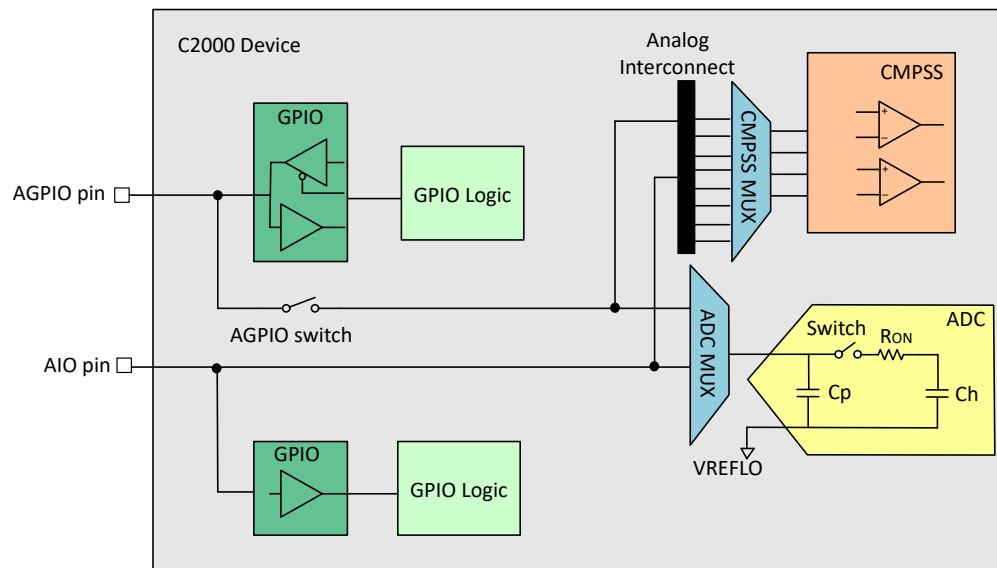 C2000 Device
Analog
Interconnect
CMPSS
GPIO
CMPSS MUX
+
−
+
−
AGPIO pin
GPIO Logic
AGPIO switch
ADC MUX
ADC
Switch
RON
AIO pin
Cp
Ch
GPIO
GPIO Logic
VREFLO